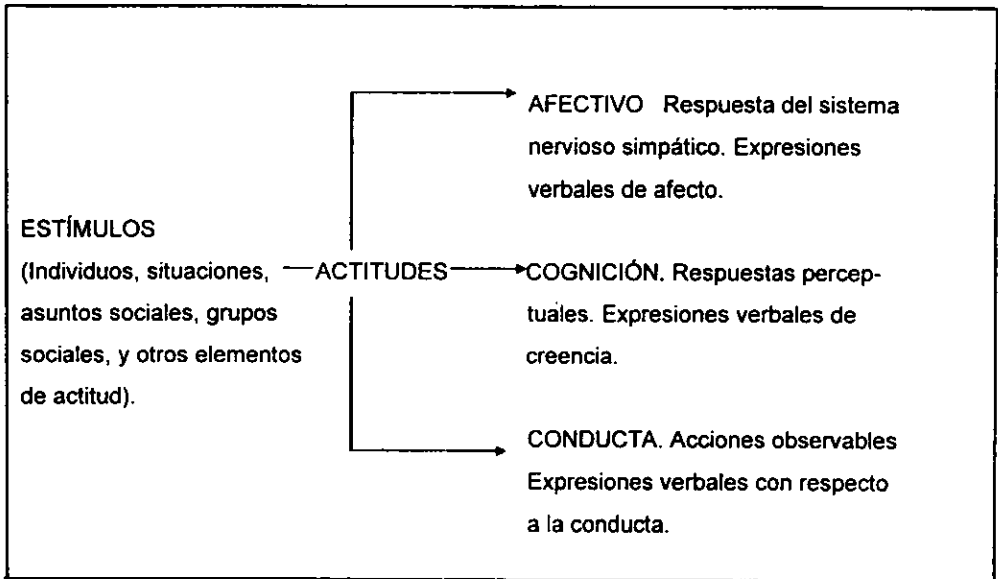 AFECTIVO Respuesta del sistema
nervioso simpático. Expresiones
verbales de afecto.
ESTÍMULOS
(Individuos, situaciones,
asuntos sociales, grupos
sociales, y otros elementos
de actitud).
ACTITUDES
COGNICIÓN. Respuestas percep-
tuales. Expresiones verbales de
creencia.
CONDUCTA. Acciones observables
Expresiones verbales con respecto
a la conducta.